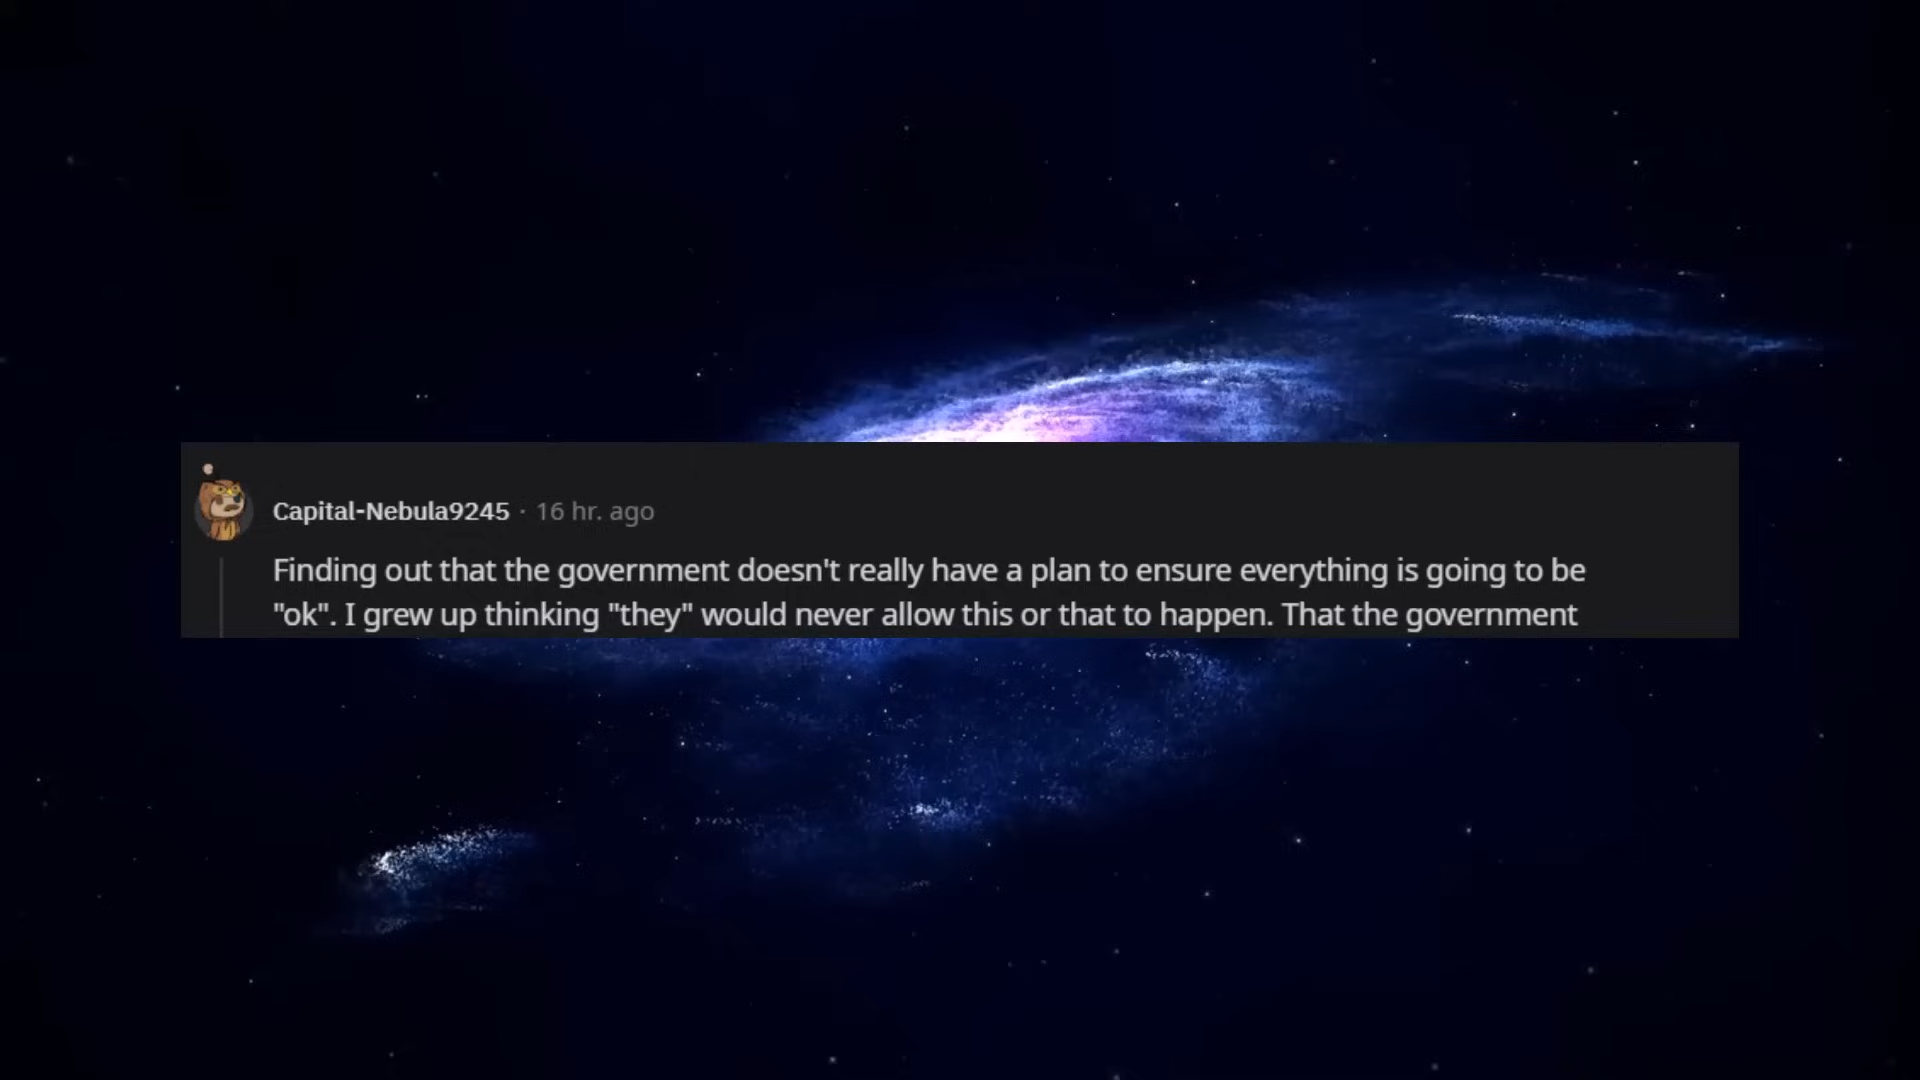 Capital-Nebula9245 · 16 hr. ago
Finding out that the government doesn't really have a plan to ensure everything is going to be
"ok". I grew up thinking "they" would never allow this or that to happen. That the government